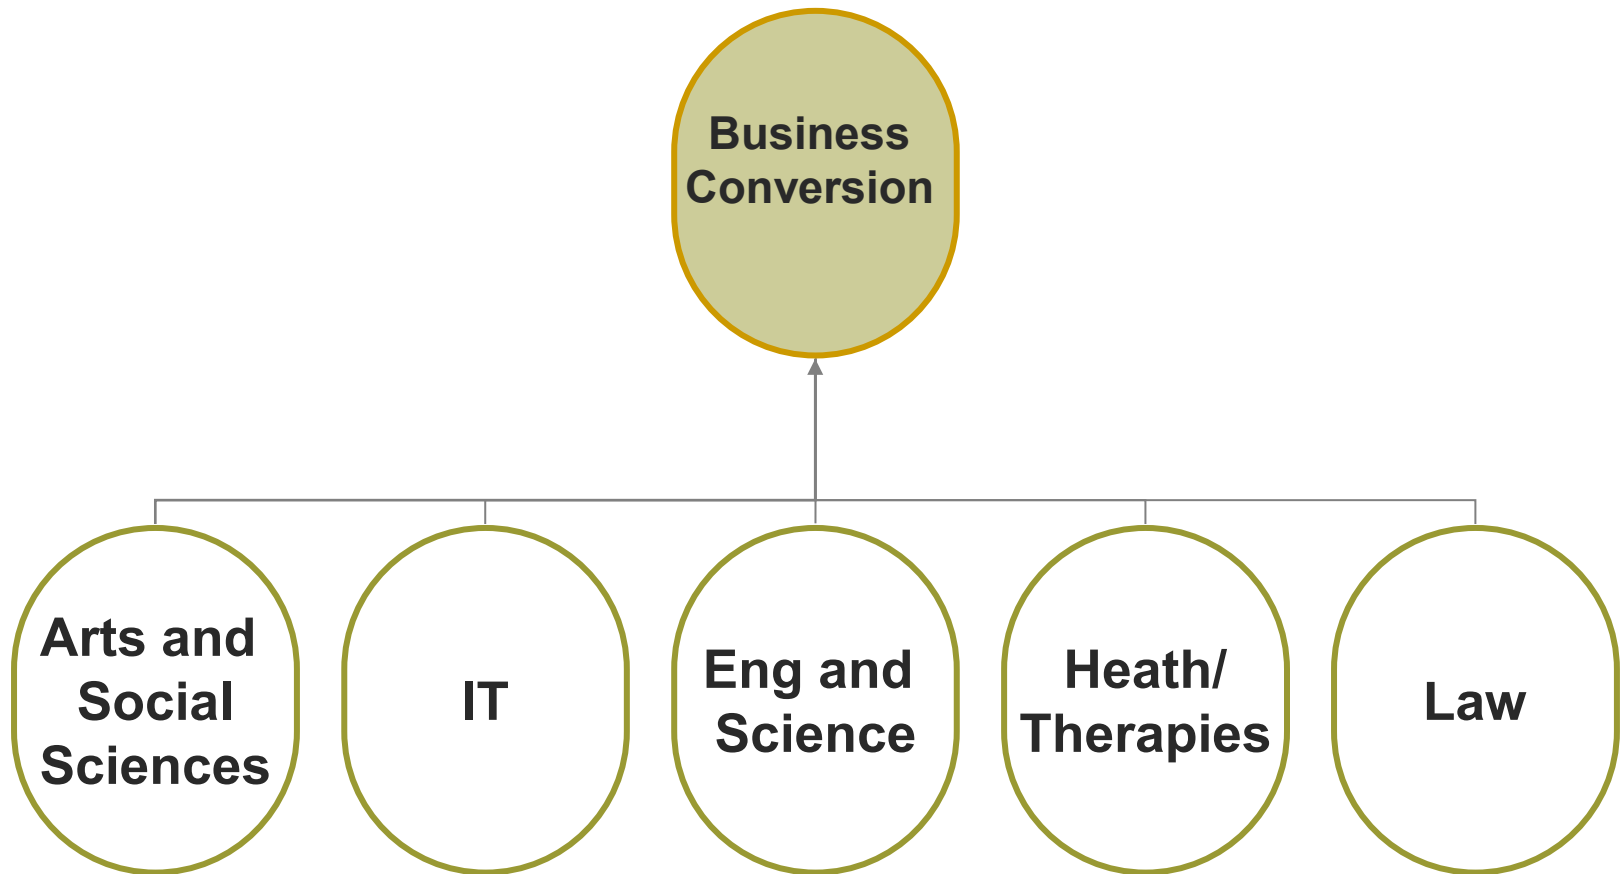 Business
Conversion
Arts and
Social
Sciences
IT
Eng and
Science
Heath/
Therapies
Law